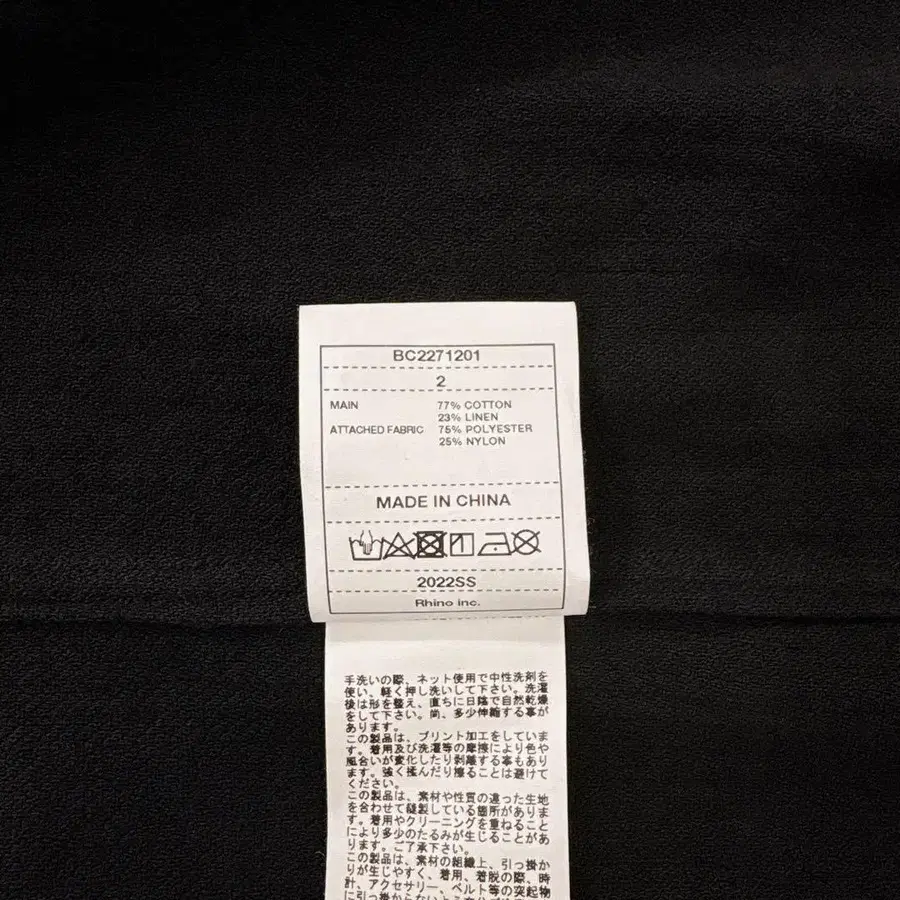 BC2271201
2
MAIN 77% COTTON
23% LINEN
ATTACHED FABRIC 75% POLYESTER
25% NYLON
MADE IN CHINA
2022SS
Rhino inc.
手洗いの際、ネット使用で中性洗剤を
使い、軽く押し洗いして下さい。洗濯
後は形を整え、直ちに日陰で自然乾燥
をして下さい。尚、多少伸縮する事が
あります。
この製品は、プリント加工をしていま
す。着用及び洗濯等の摩擦により色や
風合いが変化したり剥離する事もあり
ます。強く揉んだり擦ることは避けて
ください。
この製品は、素材や性質の違った生地
を合わせて縫製している箇所がありま
す。着用やクリーニングを重ねること
により多少のたるみが生じることがあ
ります。ご了承下さい。
この製品は、素材の組織上、引っ掛か
りが生じやすく、着用、着脱の際、時
計、アクセサリー、ベルト等の突起物
に引っ掛からないよう